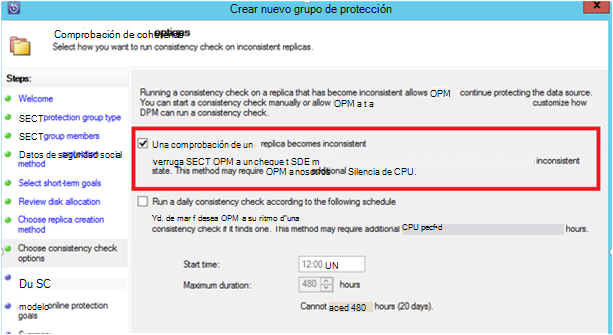 Crear nuevo grupo de protección
Comprobación de options
Select how you want to run consistency check on inconsistent replicas.
Steps:
Welcome
SECT protection group type
SECT group members
Datos de seguridad social
method
Select short-term goals
Review disk allocation
Choose replica creation
method
Choose consistency check
options
Du SC
modelo online protection
goals
Running a consistency check on a replica that has become inconsistent allows OPM continue protecting the data source.
You can start a consistency check manually or allow OPM a t a customize how
DPM can run a consistency check.
Una comprobación de un replica becomes inconsistent
verruga SECT OPM a un cheque t SDE m inconsistent
state. This method may require OPM a nosotros additional Silencia de CPU.
Run a daily consistency check according to the following schedule
Yd. de mar f desea OPM a su ritmo d"una
consistency check if it finds one. This method may require additional CPU hours.
Start time: 12:00 UN
Maximum duration: 480 hours
Cannot aced 480 hours (20 days).